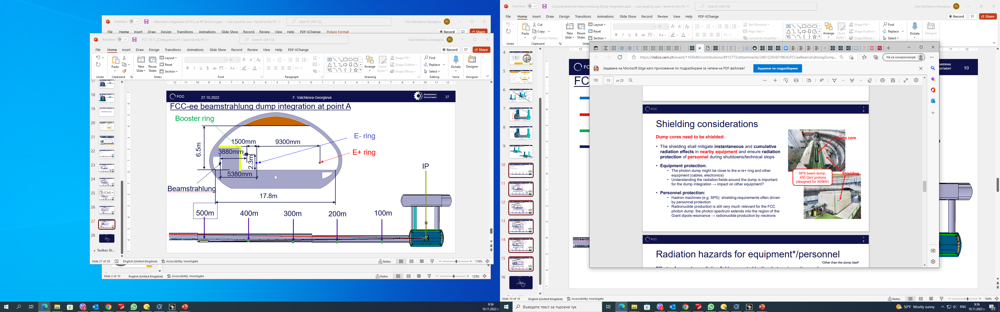 AutoSave Off Alternative Integration of FCC_ee RF Sections.pptx - Last saved by user • Saved to this PC Search (Alt+Q) Fani Valchkova-Georgieva FV
File Home Insert Draw Design Transitions Animations Slide Show Record Review View Help PDF-XChange Picture Format Record Share
AutoSave Off FCC 10.11.22 Integration_FV • Saved to this PC Search (Alt+Q) Fani Valchkova-Georgieva FV
File Home Insert Draw Design Transitions Animations Slide Show Record Review View Help PDF-XChange Record Share
Paste New Slide Reuse Slides Layout Reset Section 36 Arrange Quick Styles Shape Fill Shape Outline Shape Effects Find Replace Select Dictate Designer
Undo Clipboard Slides Font Paragraph Drawing Editing Voice Designer
17
18
19
20
21
22
23
24
25
(Ctrl)
26
27
28
Toolbox Sli...
FCC 27.10.2022 F. Valchkova-Georgieva ENGINEERING DEPARTMENT 27
FCC-ee beamstrahlung dump integration at point A
Booster ring
E- ring
1500mm 9300mm
6.5m
3880mm
E+ ring
2.3m
5380mm
IP
Beamstrahlung
17.8m
500m 400m 300m 200m 100m
Slide 27 of 28 English (United Kingdom) Accessibility: Investigate Notes 116%
Slide 2 of 10 English (United Kingdom) Accessibility: Investigate Notes 123%
9:56
10.11.2022 г.
AutoSave Off Considerations for Beamstrahlung Dump Integration.pptx - Last saved by user • Saved to this PC Search (Alt+Q) Fani Valchkova-Georgieva FV
File Home Insert Draw Design Transitions Animations Slide Show Record Review View Help PDF-XChange Record Share
Paste Cut Copy Format Painter New Slide Reuse Slides Layout Reset Section 36 Text Direction Align Text Convert to SmartArt Arrange Quick Styles Shape Fill Shape Outline Shape Effects Find Replace Select Dictate Designer
Undo Clipboard
4
5
6
7
8
9
10
11
12
13
14
15
16
FC
10
https://indico.cern.ch/event/1165640/contributions/4912773/attachments/2461229/4219826/FCCeeBeamstrahlungDump... Не се синхронизира
Задаване на Microsoft Edge като приложение по подразбиране за четене на PDF файлове? Задаване по подразбиране
15 от 25
FCC 15
Shielding considerations
Dump cores need to be shielded:
• The shielding shall mitigate instantaneous and cumulative
radiation effects in nearby equipment and ensure radiation
protection of personnel during shutdowns/technical stops
• Equipment protection:
• The photon dump might be close to the e-/e+ ring and other
equipment (cables, electronics)
• Understanding the radiation fields around the dump is important
for the dump integration → impact on other equipment?
• Personnel protection:
• Hadron machines (e.g. SPS): shielding requirements often driven
by personnel protection
• Radionuclide production is still very much relevant for the FCC
photon dump: the photon spectrum extends into the region of the
Giant dipole resonance → radionuclide production by neutrons
Dump core
Shielding
SPS beam dump,
450 GeV protons
(designed for 300kW)
FCC 16
Radiation hazards for equipment*/personnel
*Other than the dump itself
Slide 10 of 16 English (United Kingdom) Accessibility: Investigate Notes 164%
Въведете текст за търсене тук
50°F Mostly sunny ENG 9:56
10.11.2022 г. 25